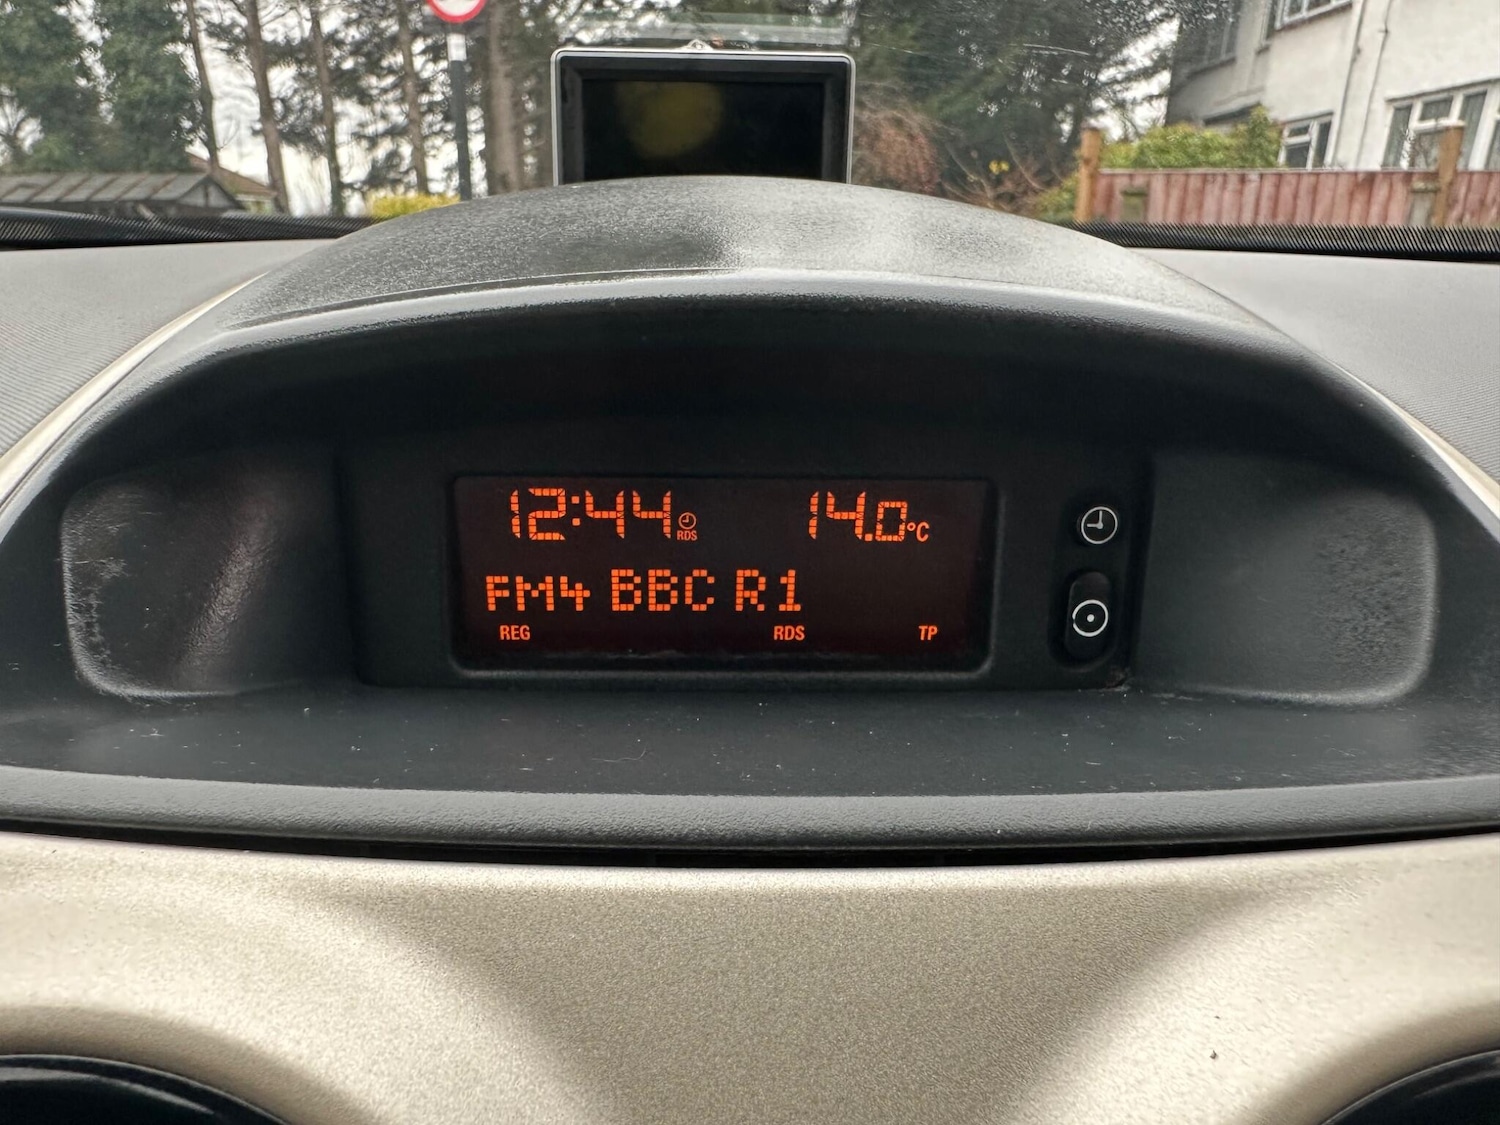 12:44 RDS 14.0°C
FM4 BBC R1
REG RDS TP